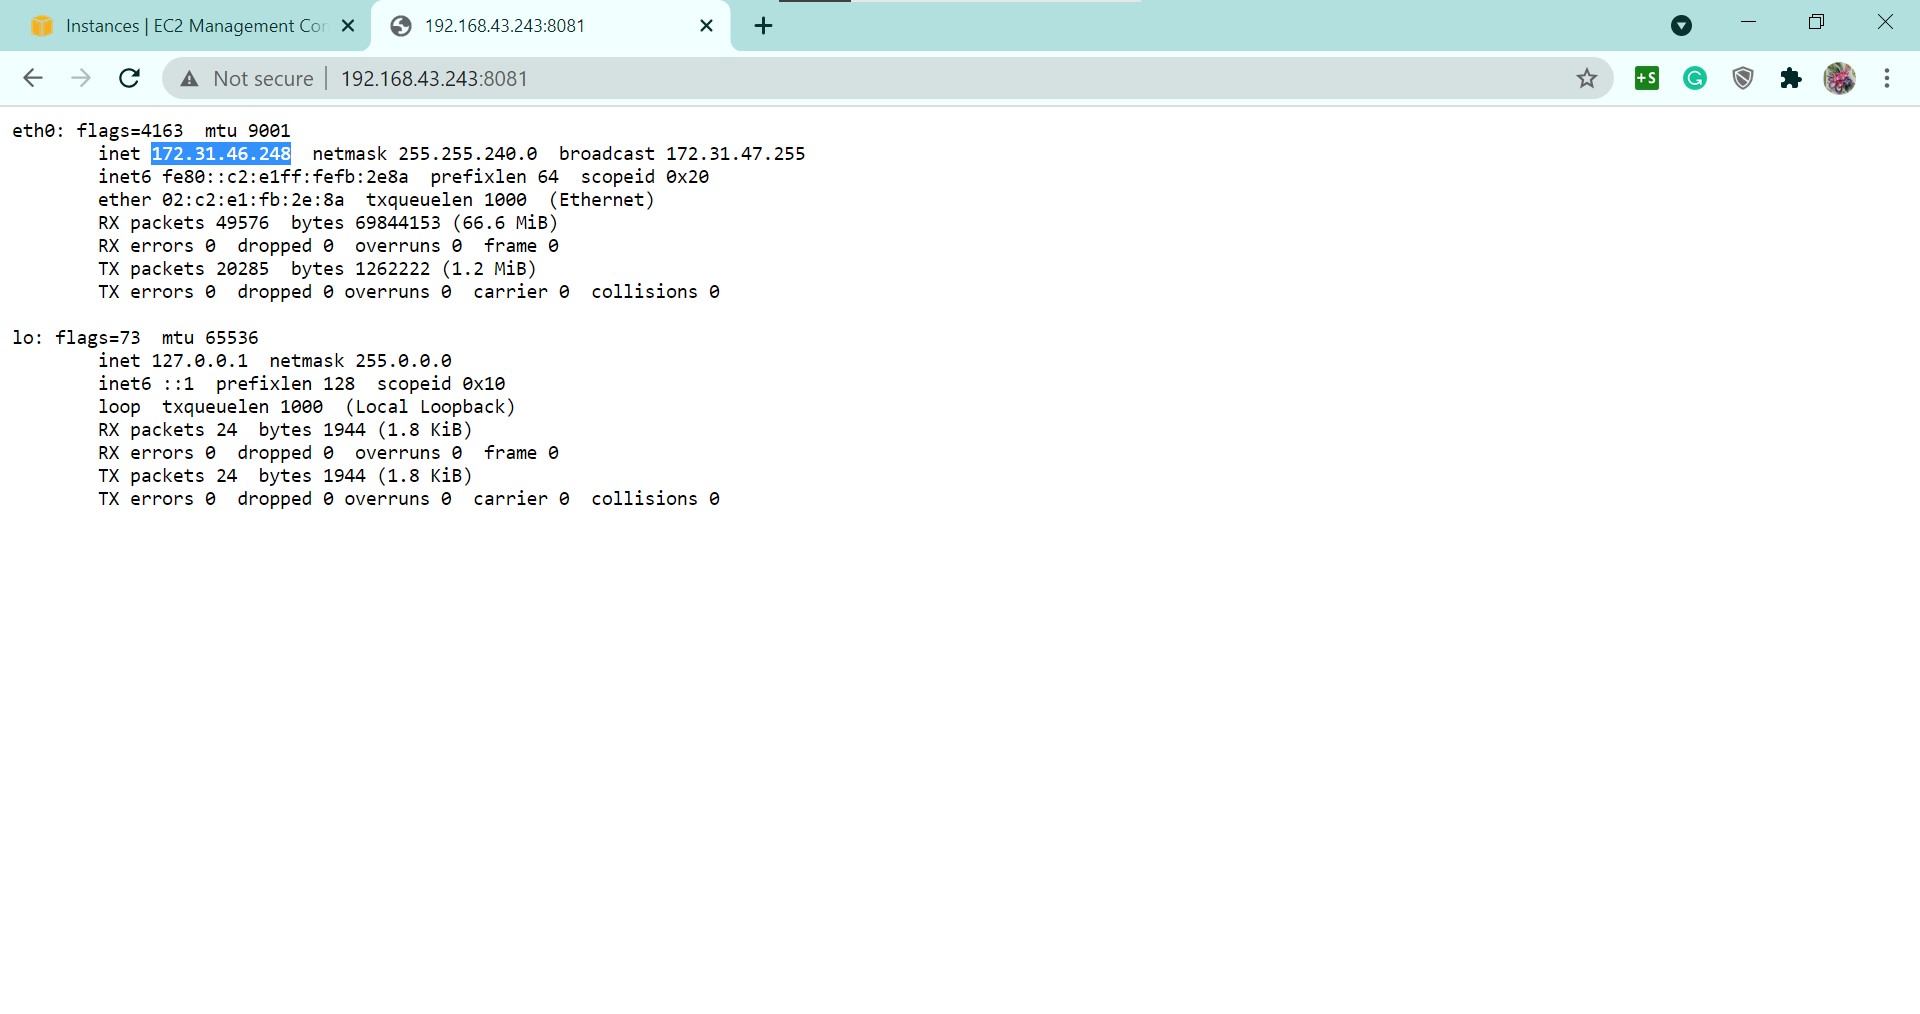 Instances | EC2 Management Con
192.168.43.243:8081
Not secure
192.168.43.243:8081
+S
G
eth0: flags=4163  mtu 9001
        inet 172.31.46.248  netmask 255.255.240.0  broadcast 172.31.47.255
        inet6 fe80::c2:e1ff:fefb:2e8a  prefixlen 64  scopeid 0x20
        ether 02:c2:e1:fb:2e:8a  txqueuelen 1000  (Ethernet)
        RX packets 49576  bytes 69844153 (66.6 MiB)
        RX errors 0  dropped 0  overruns 0  frame 0
        TX packets 20285  bytes 1262222 (1.2 MiB)
        TX errors 0  dropped 0 overruns 0  carrier 0  collisions 0

lo: flags=73  mtu 65536
        inet 127.0.0.1  netmask 255.0.0.0
        inet6 ::1  prefixlen 128  scopeid 0x10
        loop  txqueuelen 1000  (Local Loopback)
        RX packets 24  bytes 1944 (1.8 KiB)
        RX errors 0  dropped 0  overruns 0  frame 0
        TX packets 24  bytes 1944 (1.8 KiB)
        TX errors 0  dropped 0 overruns 0  carrier 0  collisions 0